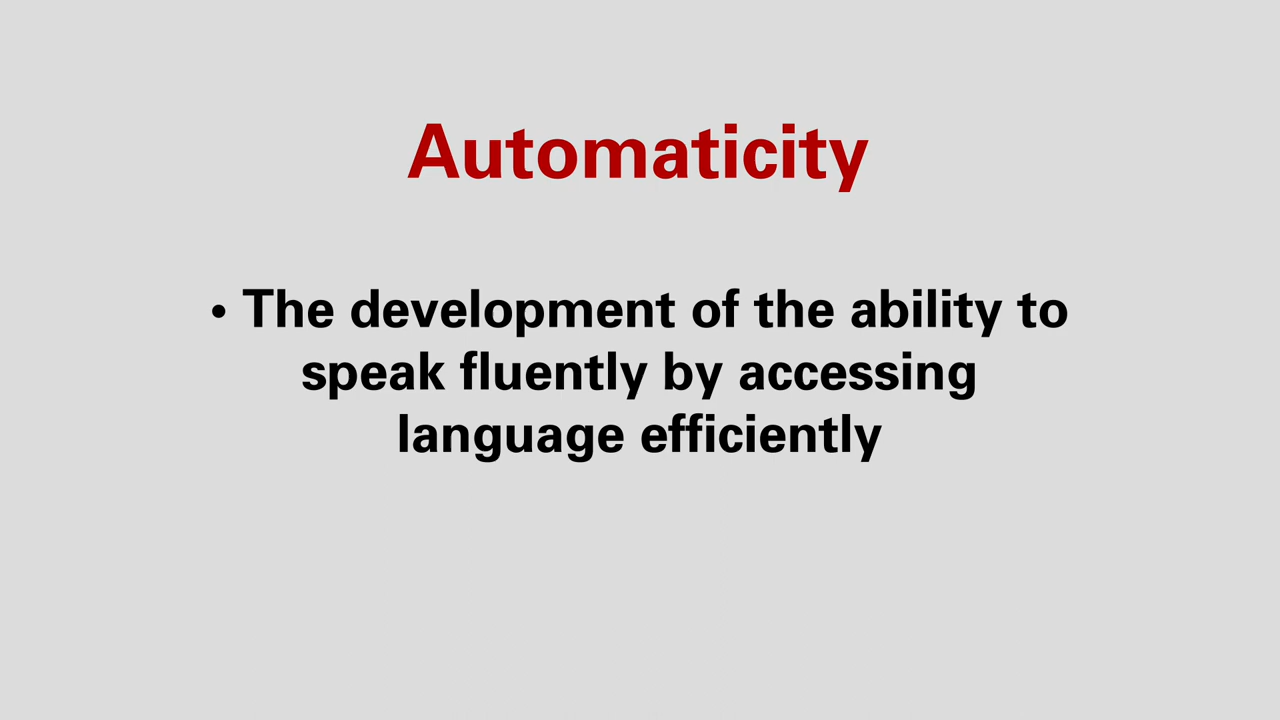 Automaticity
• The development of the ability to
speak fluently by accessing
language efficiently